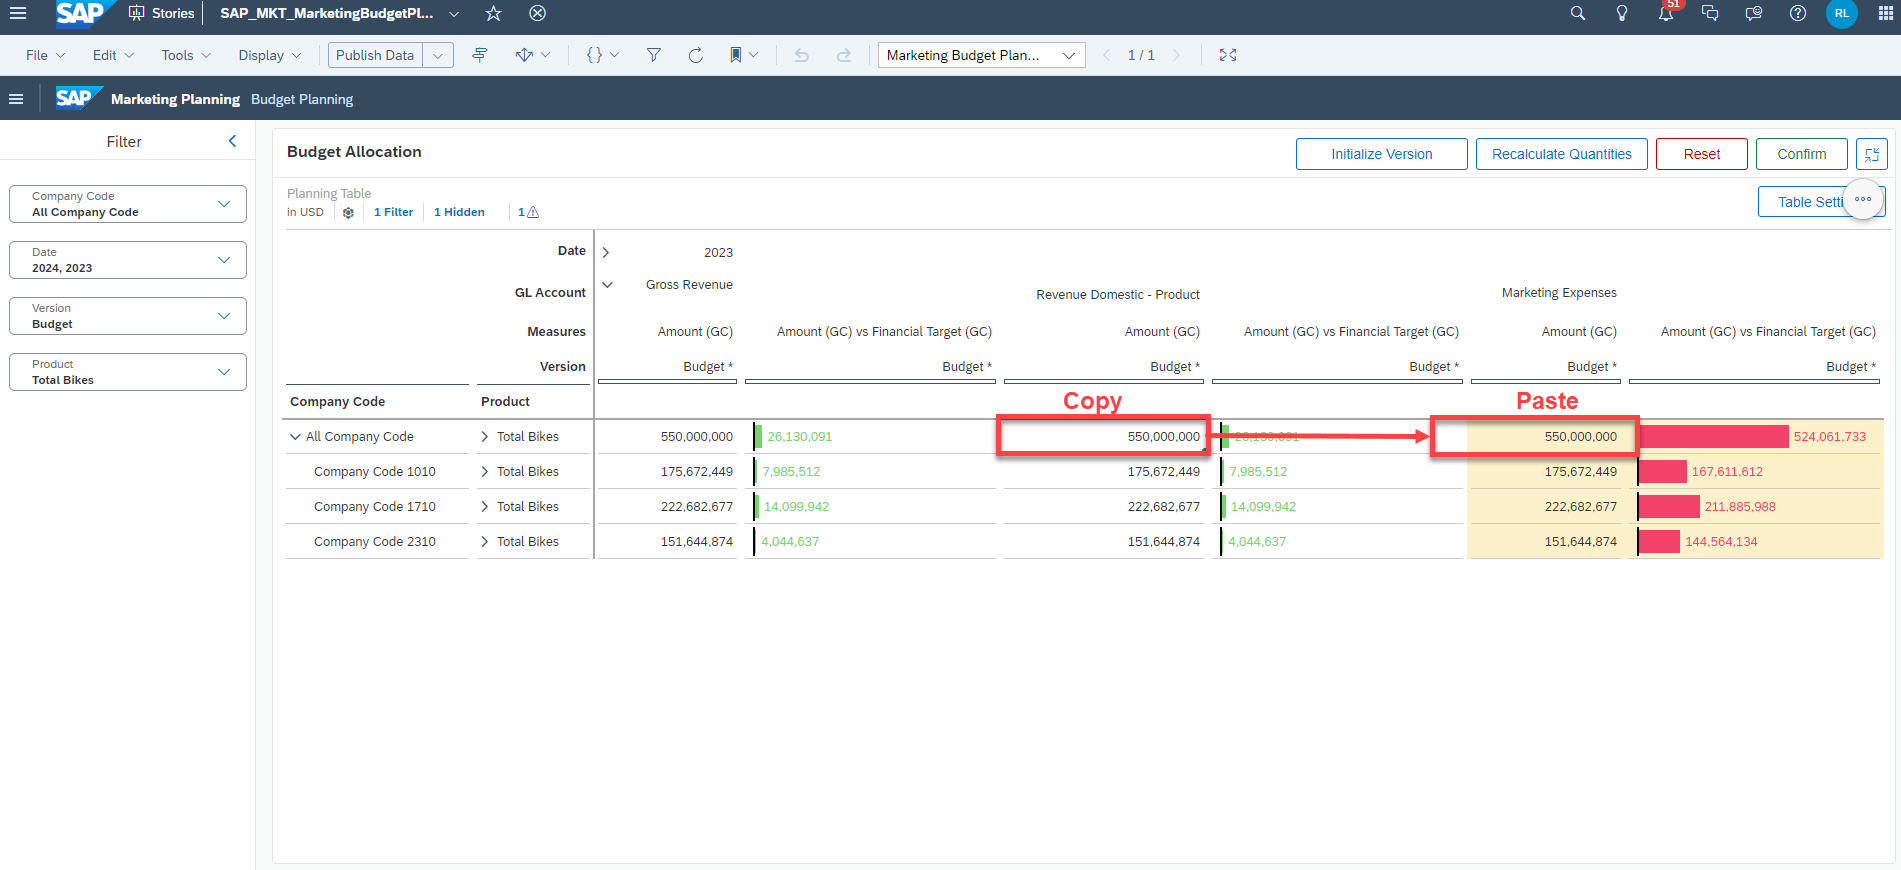 SAP Stories SAP_MKT_MarketingBudgetPl... 51 RL
File Edit Tools Display Publish Data { } Marketing Budget Plan... 1 / 1
SAP Marketing Planning Budget Planning
Filter
Company Code
All Company Code
Date
2024, 2023
Version
Budget
Product
Total Bikes
Budget Allocation
Initialize Version Recalculate Quantities Reset Confirm
Planning Table
in USD 1 Filter 1 Hidden 1
Table Setti
Date 2023
GL Account Gross Revenue Revenue Domestic - Product Marketing Expenses
Measures Amount (GC) Amount (GC) vs Financial Target (GC) Amount (GC) Amount (GC) vs Financial Target (GC) Amount (GC) Amount (GC) vs Financial Target (GC)
Version Budget * Budget * Budget * Budget * Budget * Budget *
Company Code Product Copy Paste
All Company Code Total Bikes 550,000,000 26,130,091 550,000,000 26,130,091 550,000,000 524,061,733
Company Code 1010 Total Bikes 175,672,449 7,985,512 175,672,449 7,985,512 175,672,449 167,611,612
Company Code 1710 Total Bikes 222,682,677 14,099,942 222,682,677 14,099,942 222,682,677 211,885,988
Company Code 2310 Total Bikes 151,644,874 4,044,637 151,644,874 4,044,637 151,644,874 144,564,134